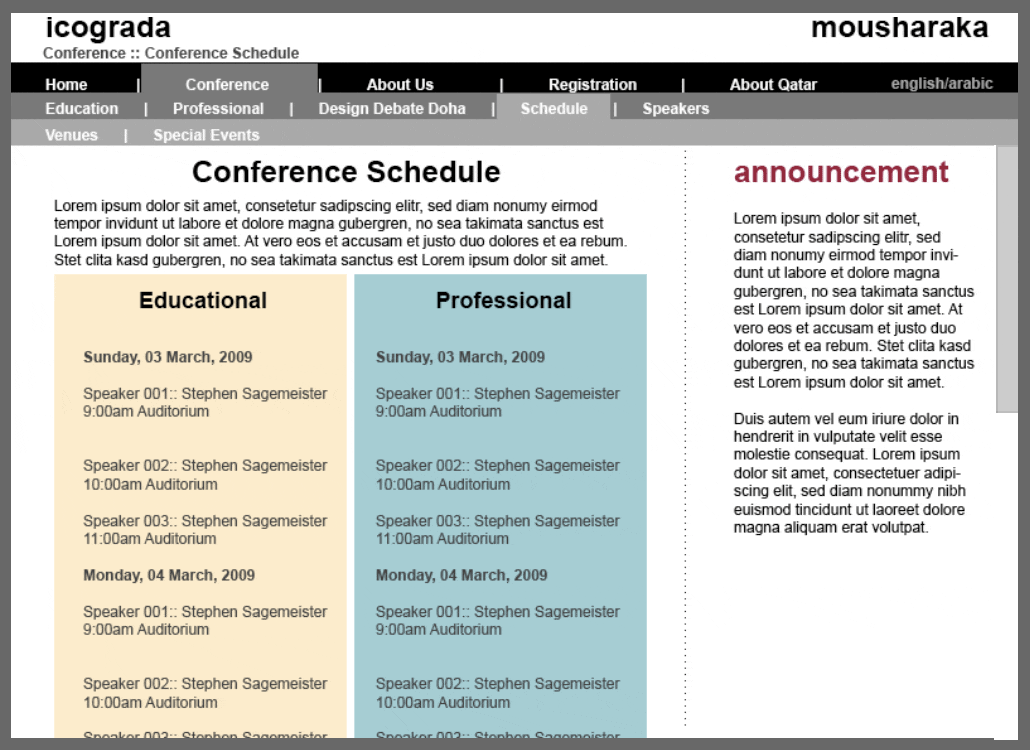 icograda
mousharaka
Conference :: Conference Schedule
Home | Conference | About Us | Registration | About Qatar english/arabic
Education | Professional | Design Debate Doha | Schedule | Speakers
Venues | Special Events
Conference Schedule
Lorem ipsum dolor sit amet, consetetur sadipscing elitr, sed diam nonumy eirmod
tempor invidunt ut labore et dolore magna gubergren, no sea takimata sanctus est
Lorem ipsum dolor sit amet. At vero eos et accusam et justo duo dolores et ea rebum.
Stet clita kasd gubergren, no sea takimata sanctus est Lorem ipsum dolor sit amet.
Educational
Sunday, 03 March, 2009
Speaker 001:: Stephen Sagemeister
9:00am Auditorium
Speaker 002:: Stephen Sagemeister
10:00am Auditorium
Speaker 003:: Stephen Sagemeister
11:00am Auditorium
Monday, 04 March, 2009
Speaker 001:: Stephen Sagemeister
9:00am Auditorium
Speaker 002:: Stephen Sagemeister
10:00am Auditorium
Speaker 003:: Stephen Sagemeister
Professional
Sunday, 03 March, 2009
Speaker 001:: Stephen Sagemeister
9:00am Auditorium
Speaker 002:: Stephen Sagemeister
10:00am Auditorium
Speaker 003:: Stephen Sagemeister
11:00am Auditorium
Monday, 04 March, 2009
Speaker 001:: Stephen Sagemeister
9:00am Auditorium
Speaker 002:: Stephen Sagemeister
10:00am Auditorium
Speaker 003:: Stephen Sagemeister
announcement
Lorem ipsum dolor sit amet,
consetetur sadipscing elitr, sed
diam nonumy eirmod tempor invi-
dunt ut labore et dolore magna
gubergren, no sea takimata sanctus
est Lorem ipsum dolor sit amet. At
vero eos et accusam et justo duo
dolores et ea rebum. Stet clita kasd
gubergren, no sea takimata sanctus
est Lorem ipsum dolor sit amet.
Duis autem vel eum iriure dolor in
hendrerit in vulputate velit esse
molestie consequat. Lorem ipsum
dolor sit amet, consectetuer adipi-
scing elit, sed diam nonummy nibh
euismod tincidunt ut laoreet dolore
magna aliquam erat volutpat.